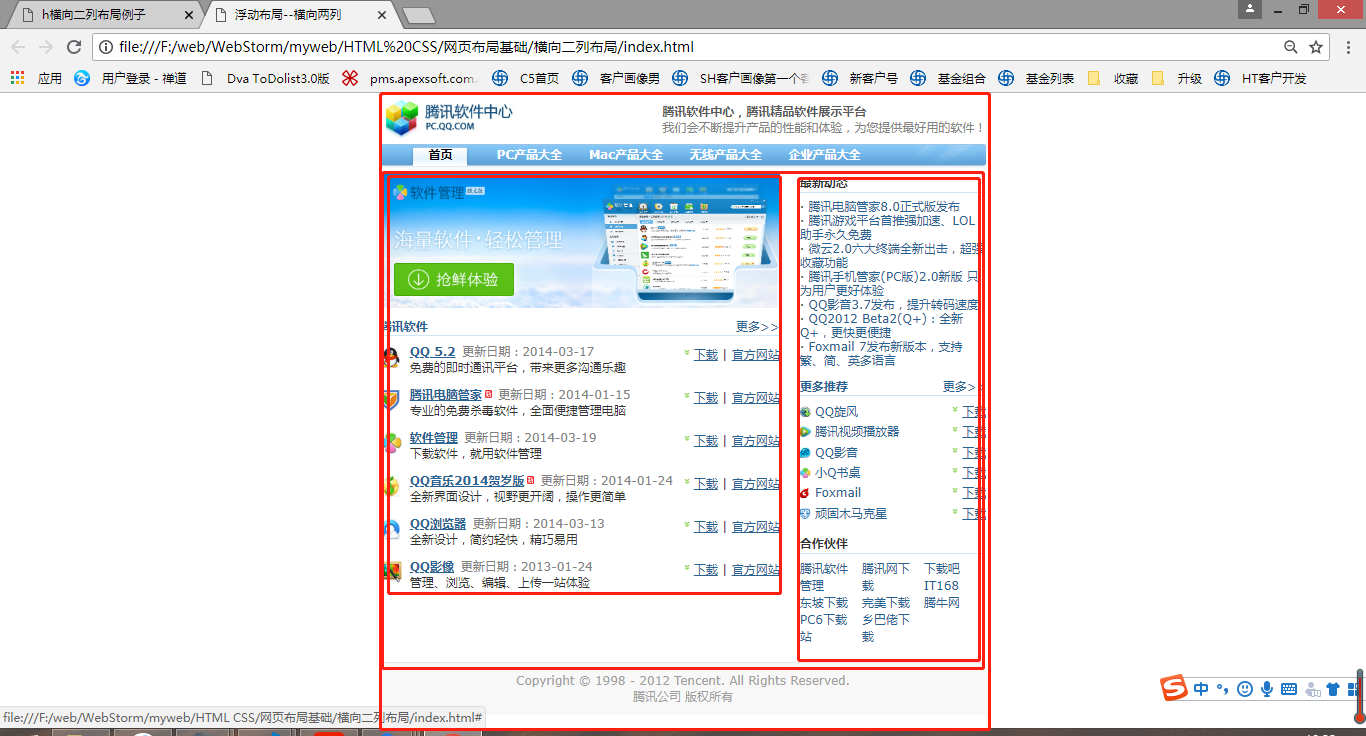 h横向二列布局例子
浮动布局--横向两列
file:///F:/web/WebStorm/myweb/HTML%20CSS/网页布局基础/横向二列布局/index.html
应用 用户登录 - 禅道 Dva ToDolist3.0版 pms.apexsoft.com. C5首页 客户画像男 SH客户画像第一个客 新客户号 基金组合 基金列表 收藏 升级 HT客户开发
腾讯软件中心
PC.QQ.COM
腾讯软件中心，腾讯精品软件展示平台
我们会不断提升产品的性能和体验，为您提供最好用的软件！
首页 PC产品大全 Mac产品大全 无线产品大全 企业产品大全
软件管理
海量软件·轻松管理
抢鲜体验
腾讯软件 更多>>
QQ 5.2 更新日期：2014-03-17 下载 | 官方网站
免费的即时通讯平台，带来更多沟通乐趣
腾讯电脑管家 更新日期：2014-01-15 下载 | 官方网站
专业的免费杀毒软件，全面便捷管理电脑
软件管理 更新日期：2014-03-19 下载 | 官方网站
下载软件，就用软件管理
QQ音乐2014贺岁版 更新日期：2014-01-24 下载 | 官方网站
全新界面设计，视野更开阔，操作更简单
QQ浏览器 更新日期：2014-03-13 下载 | 官方网站
全新设计，简约轻快，精巧易用
QQ影像 更新日期：2013-01-24 下载 | 官方网站
管理、浏览、编辑、上传一站体验
最新动态
· 腾讯电脑管家8.0正式版发布
· 腾讯游戏平台首推强加速、LOL
助手永久免费
· 微云2.0六大终端全新出击，超强
收藏功能
· 腾讯手机管家(PC版)2.0新版 只
为用户更好体验
· QQ影音3.7发布，提升转码速度
· QQ2012 Beta2(Q+)：全新
Q+，更快更便捷
· Foxmail 7发布新版本，支持
繁、简、英多语言
更多推荐 更多>>
QQ旋风 下载
腾讯视频播放器 下载
QQ影音 下载
小Q书桌 下载
Foxmail 下载
顽固木马克星 下载
合作伙伴
腾讯软件 腾讯网下 下载吧
管理 载 IT168
东坡下载 完美下载 腾牛网
PC6下载 乡巴佬下
站 载
Copyright © 1998 - 2012 Tencent. All Rights Reserved.
腾讯公司 版权所有
中
file:///F:/web/WebStorm/myweb/HTML CSS/网页布局基础/横向二列布局/index.html#